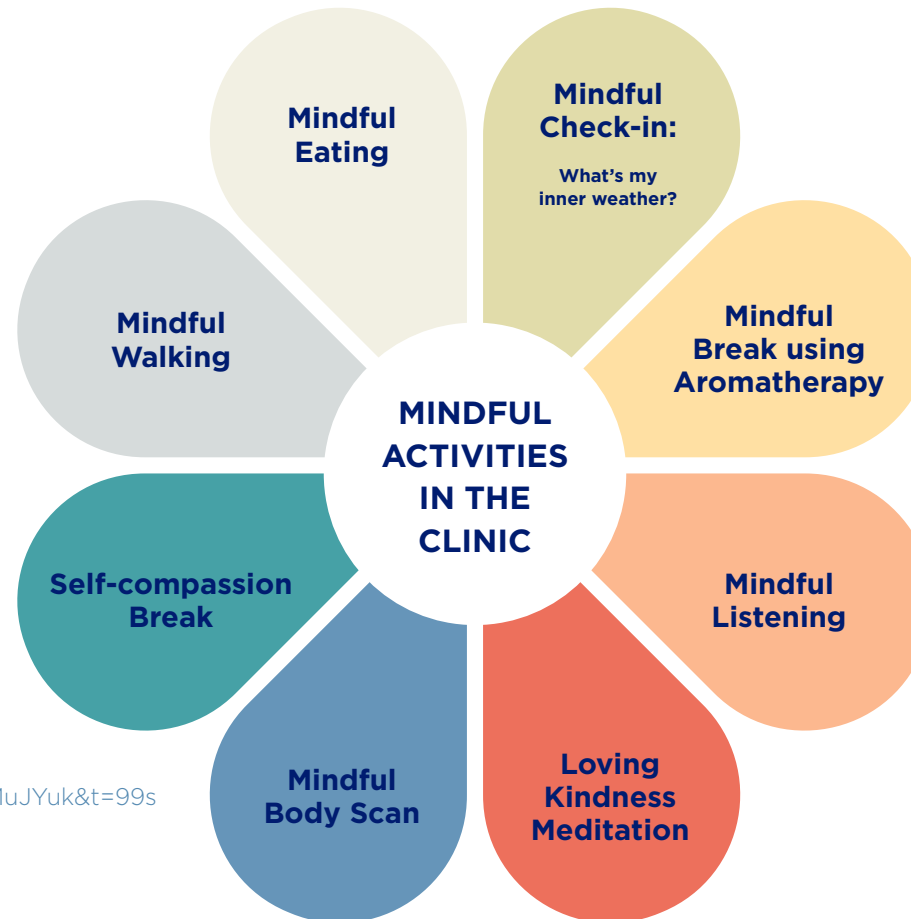 Mindful
Eating
Mindful
Check-in:
What's my
inner weather?
Mindful
Walking
Mindful
Break using
Aromatherapy
MINDFUL
ACTIVITIES
IN THE
CLINIC
Self-compassion
Break
Mindful
Listening
Mindful
Body Scan
Loving
Kindness
Meditation
MuJYuk&t=99s